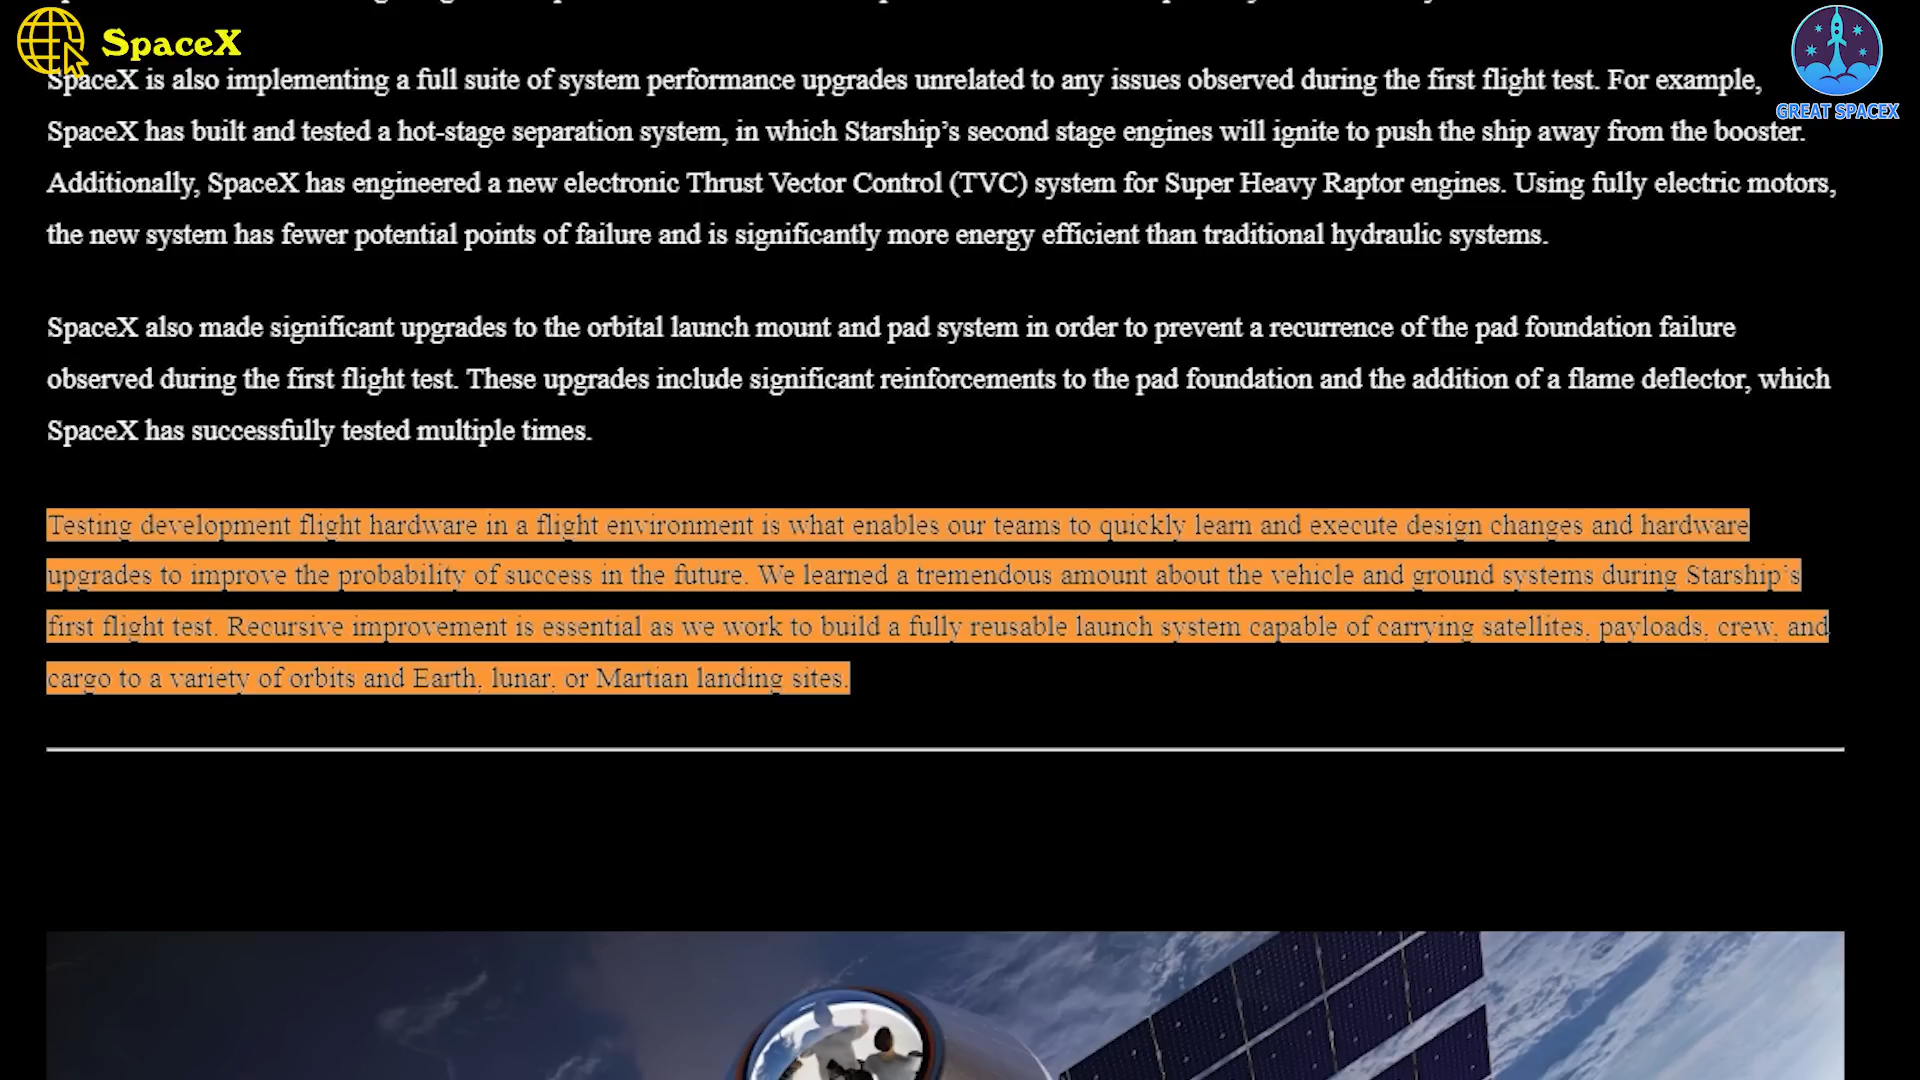 SpaceX
GREAT SPACEX
SpaceX is also implementing a full suite of system performance upgrades unrelated to any issues observed during the first flight test. For example,
SpaceX has built and tested a hot-stage separation system, in which Starship’s second stage engines will ignite to push the ship away from the booster.
Additionally, SpaceX has engineered a new electronic Thrust Vector Control (TVC) system for Super Heavy Raptor engines. Using fully electric motors,
the new system has fewer potential points of failure and is significantly more energy efficient than traditional hydraulic systems.
SpaceX also made significant upgrades to the orbital launch mount and pad system in order to prevent a recurrence of the pad foundation failure
observed during the first flight test. These upgrades include significant reinforcements to the pad foundation and the addition of a flame deflector, which
SpaceX has successfully tested multiple times.
Testing development flight hardware in a flight environment is what enables our teams to quickly learn and execute design changes and hardware
upgrades to improve the probability of success in the future. We learned a tremendous amount about the vehicle and ground systems during Starship’s
first flight test. Recursive improvement is essential as we work to build a fully reusable launch system capable of carrying satellites, payloads, crew, and
cargo to a variety of orbits and Earth, lunar, or Martian landing sites.